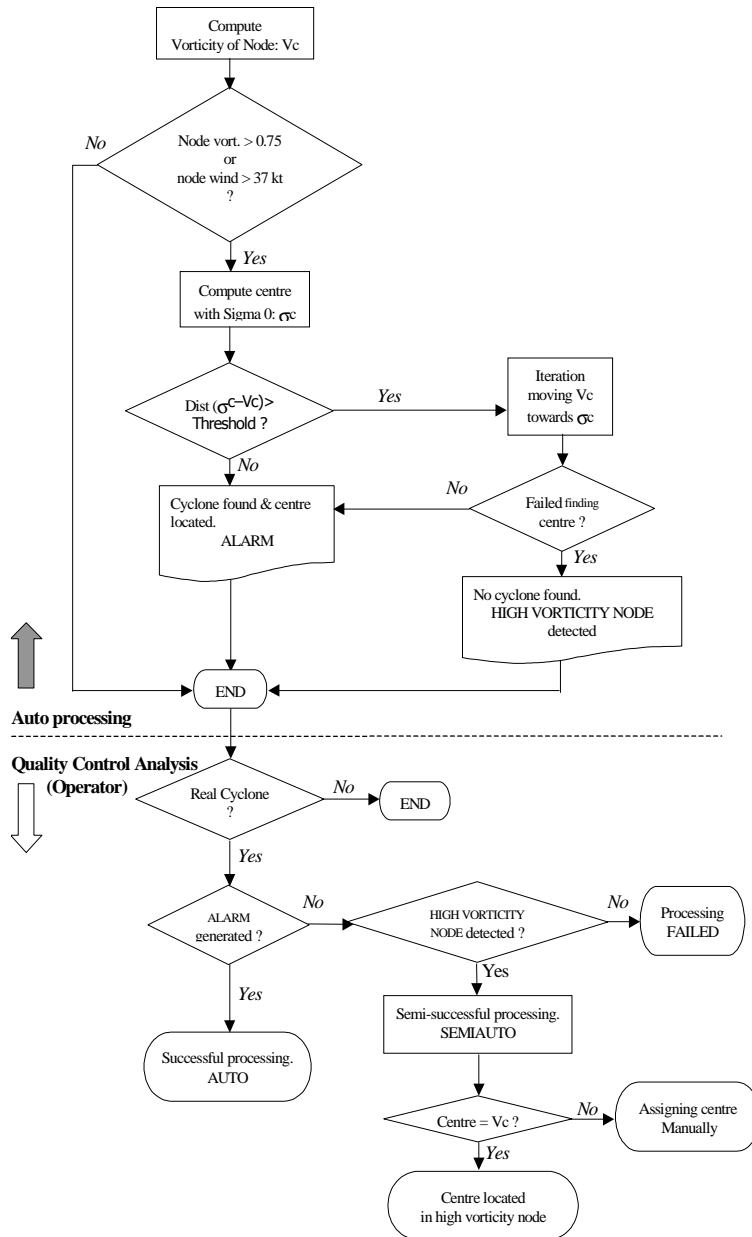 Compute
Vorticity of Node: Vc
No
Node vort. > 0.75
or
node wind > 37 kt
?
Yes
Compute centre
with Sigma 0: σc
Dist (σc–Vc)>
Threshold ?
Yes
Iteration
moving Vc
towards σc
No
Cyclone found & centre
located.
ALARM
No
Failed finding
centre ?
Yes
No cyclone found.
HIGH VORTICITY NODE
detected
END
Auto processing
Quality Control Analysis
(Operator)
Real Cyclone
?
No
END
Yes
ALARM
generated ?
No
HIGH VORTICITY
NODE detected ?
No
Processing
FAILED
Yes
Yes
Semi-successful processing.
SEMIAUTO
Successful processing.
AUTO
Centre = Vc ?
No
Assigning centre
Manually
Yes
Centre located
in high vorticity node